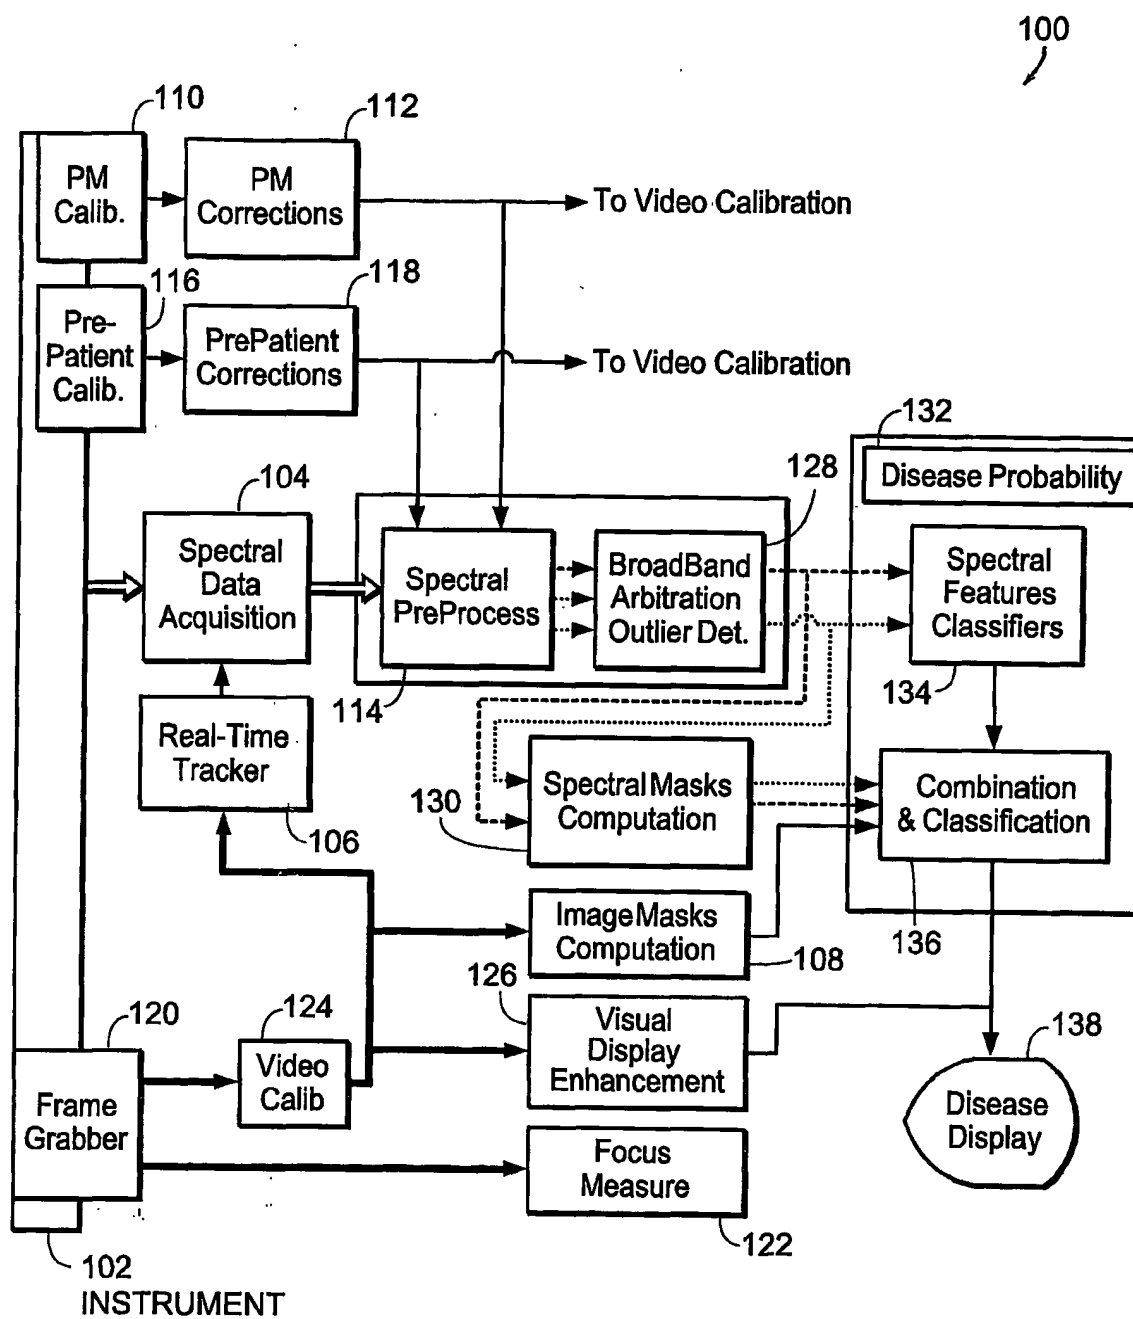 100
110
112
PM
Calib.
PM
Corrections
To Video Calibration
116
118
Pre-
Patient
Calib.
PrePatient
Corrections
To Video Calibration
132
Disease Probability
104
128
Spectral
Data
Acquisition
Spectral
PreProcess
BroadBand
Arbitration
Outlier Det.
Spectral
Features
Classifiers
114
134
Real-Time
Tracker
106
130
Spectral Masks
Computation
Combination
& Classification
136
Image Masks
Computation
108
126
120
124
Visual
Display
Enhancement
138
Frame
Grabber
Video
Calib
Disease
Display
Focus
Measure
122
102
INSTRUMENT